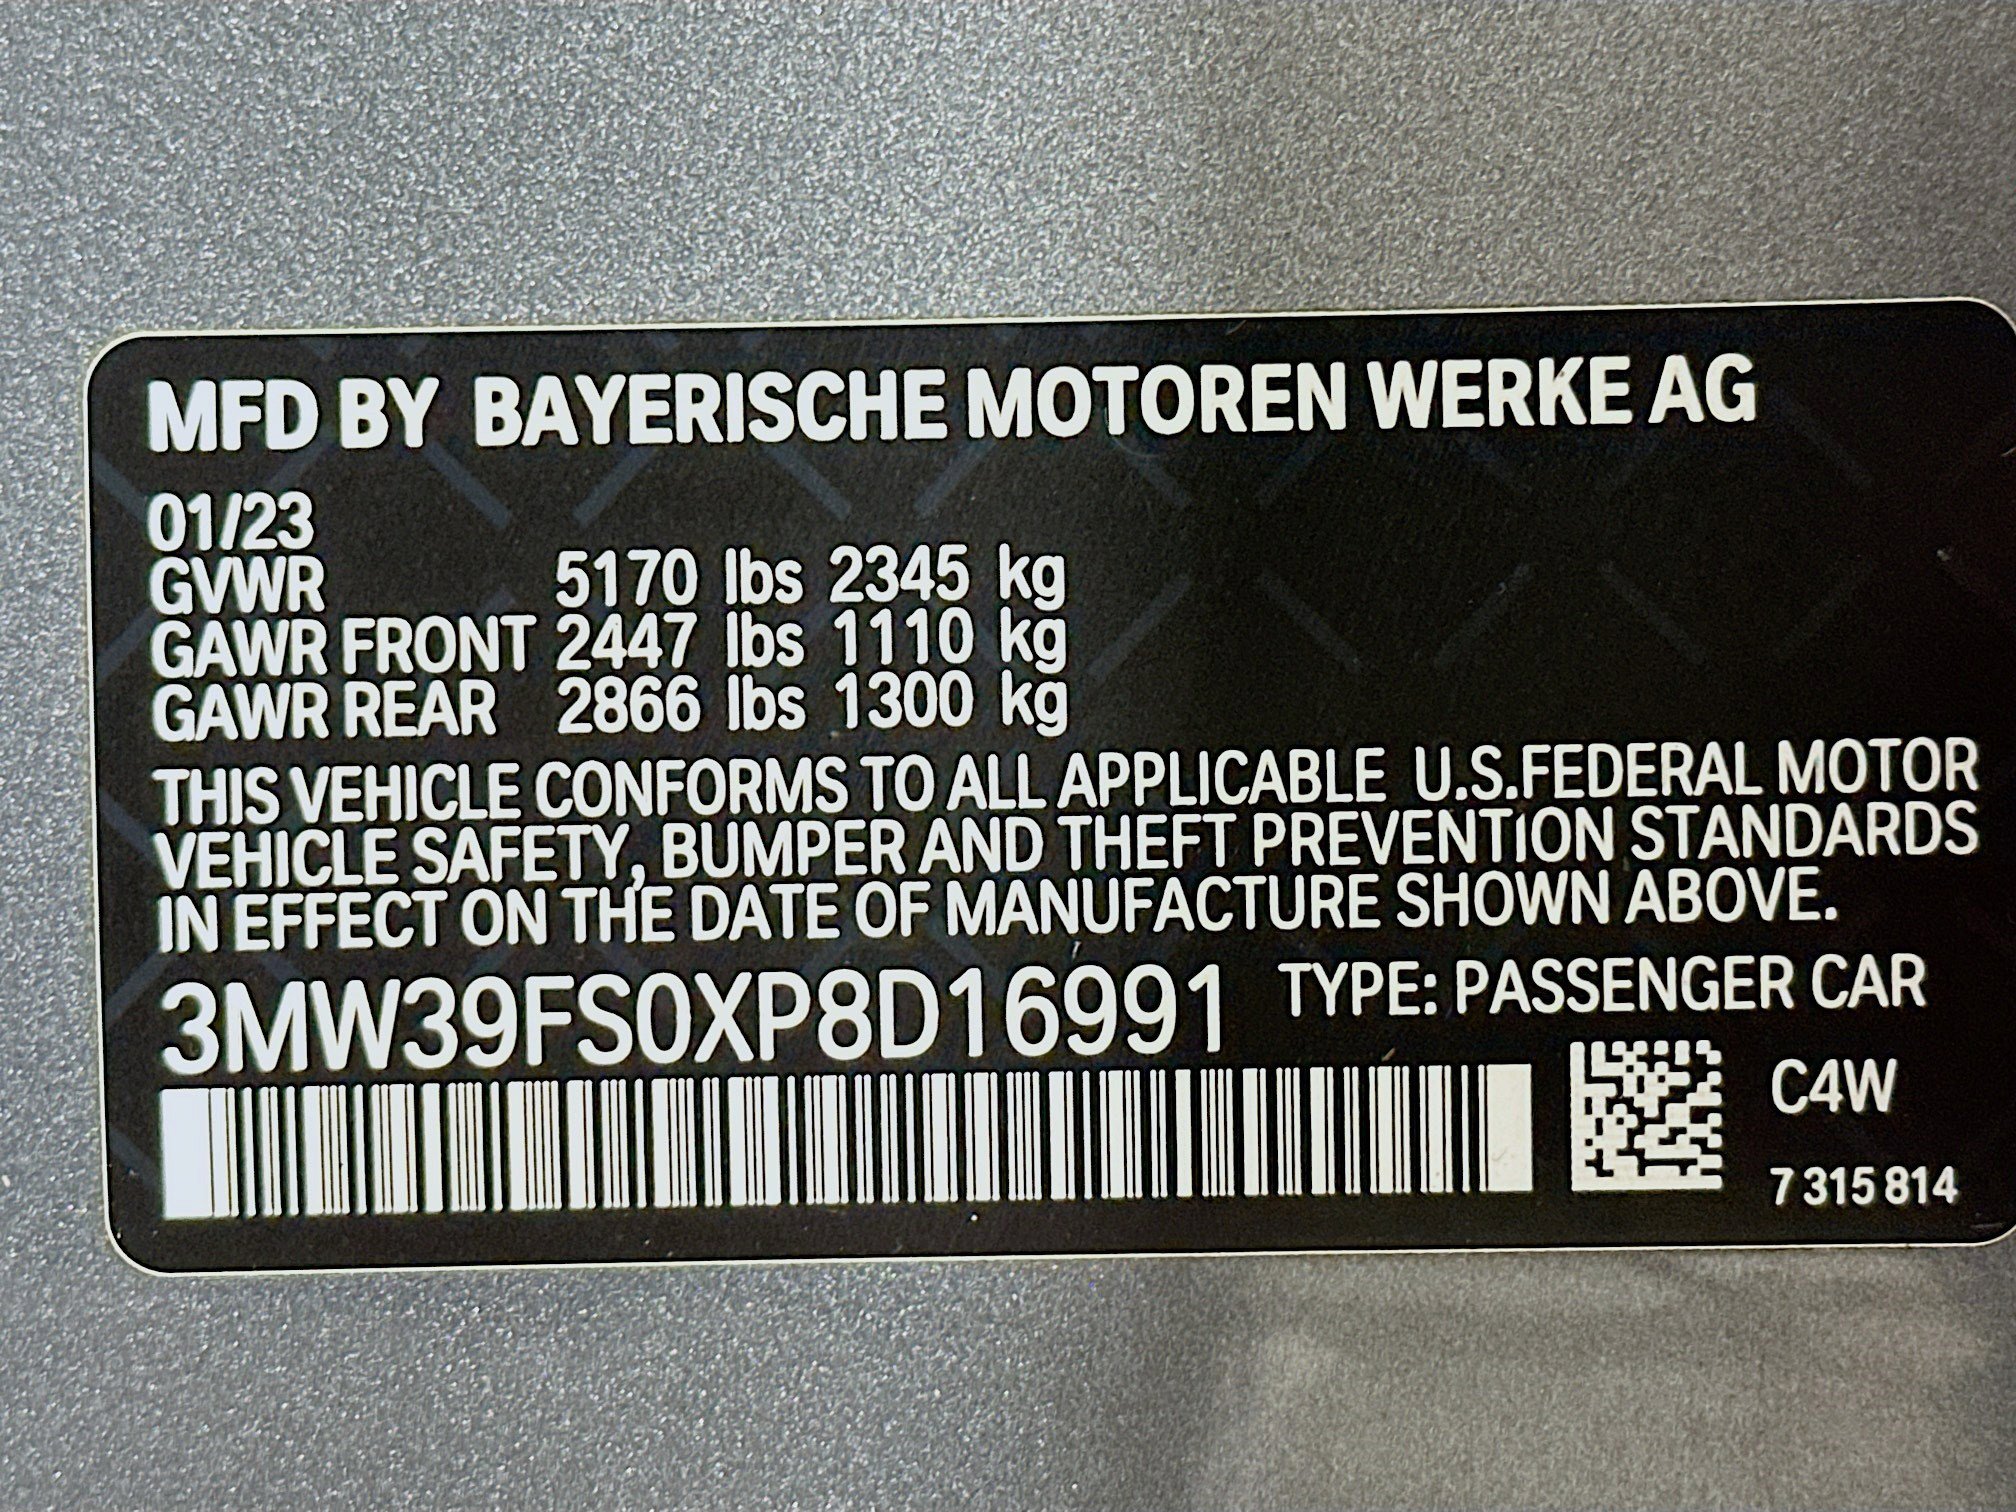 MFD BY BAYERISCHE MOTOREN WERKE AG
01/23
GVWR 5170 lbs 2345 kg
GAWR FRONT 2447 lbs 1110 kg
GAWR REAR 2866 lbs 1300 kg
THIS VEHICLE CONFORMS TO ALL APPLICABLE U.S.FEDERAL MOTOR
VEHICLE SAFETY, BUMPER AND THEFT PREVENTION STANDARDS
IN EFFECT ON THE DATE OF MANUFACTURE SHOWN ABOVE.
3MW39FS0XP8D16991 TYPE: PASSENGER CAR
C4W
7 315 814